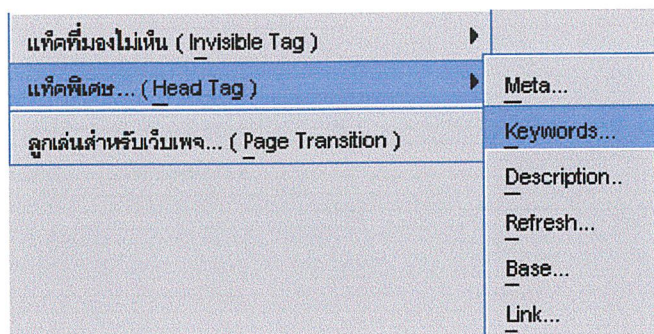 แท็คที่มองไม่เห็น ( Invisible Tag )
แท็คพิเศษ... ( Head Tag )
ลูกเล่นสำหรับเว็บเพจ... ( Page Transition )
Meta...
Keywords...
Description..
Refresh...
Base...
Link...